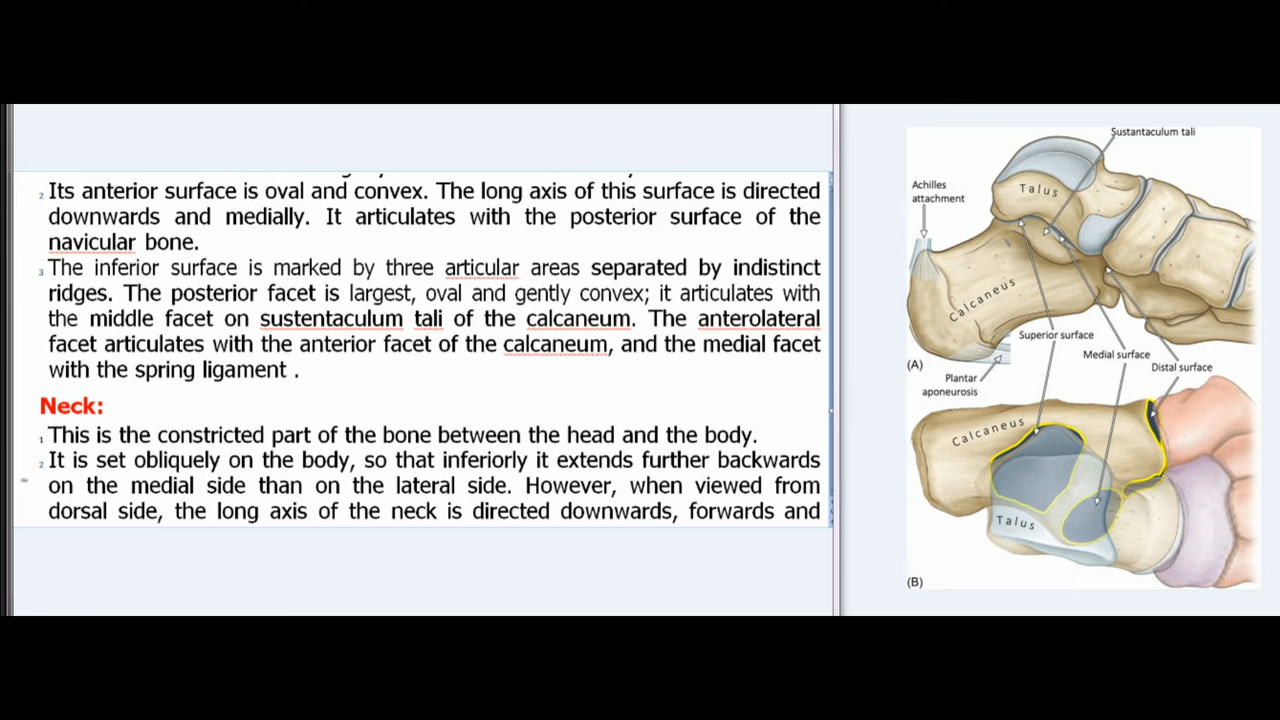 2 Its anterior surface is oval and convex. The long axis of this surface is directed
downwards and medially. It articulates with the posterior surface of the
navicular bone.
3 The inferior surface is marked by three articular areas separated by indistinct
ridges. The posterior facet is largest, oval and gently convex; it articulates with
the middle facet on sustentaculum tali of the calcaneum. The anterolateral
facet articulates with the anterior facet of the calcaneum, and the medial facet
with the spring ligament .
Neck:
1 This is the constricted part of the bone between the head and the body.
2 It is set obliquely on the body, so that inferiorly it extends further backwards
on the medial side than on the lateral side. However, when viewed from
dorsal side, the long axis of the neck is directed downwards, forwards and
Sustantaculum tali
Achilles
attachment
Talus
Calcaneus
Superior surface
Medial surface
Distal surface
(A)
Plantar
aponeurosis
Calcaneus
Talus
(B)